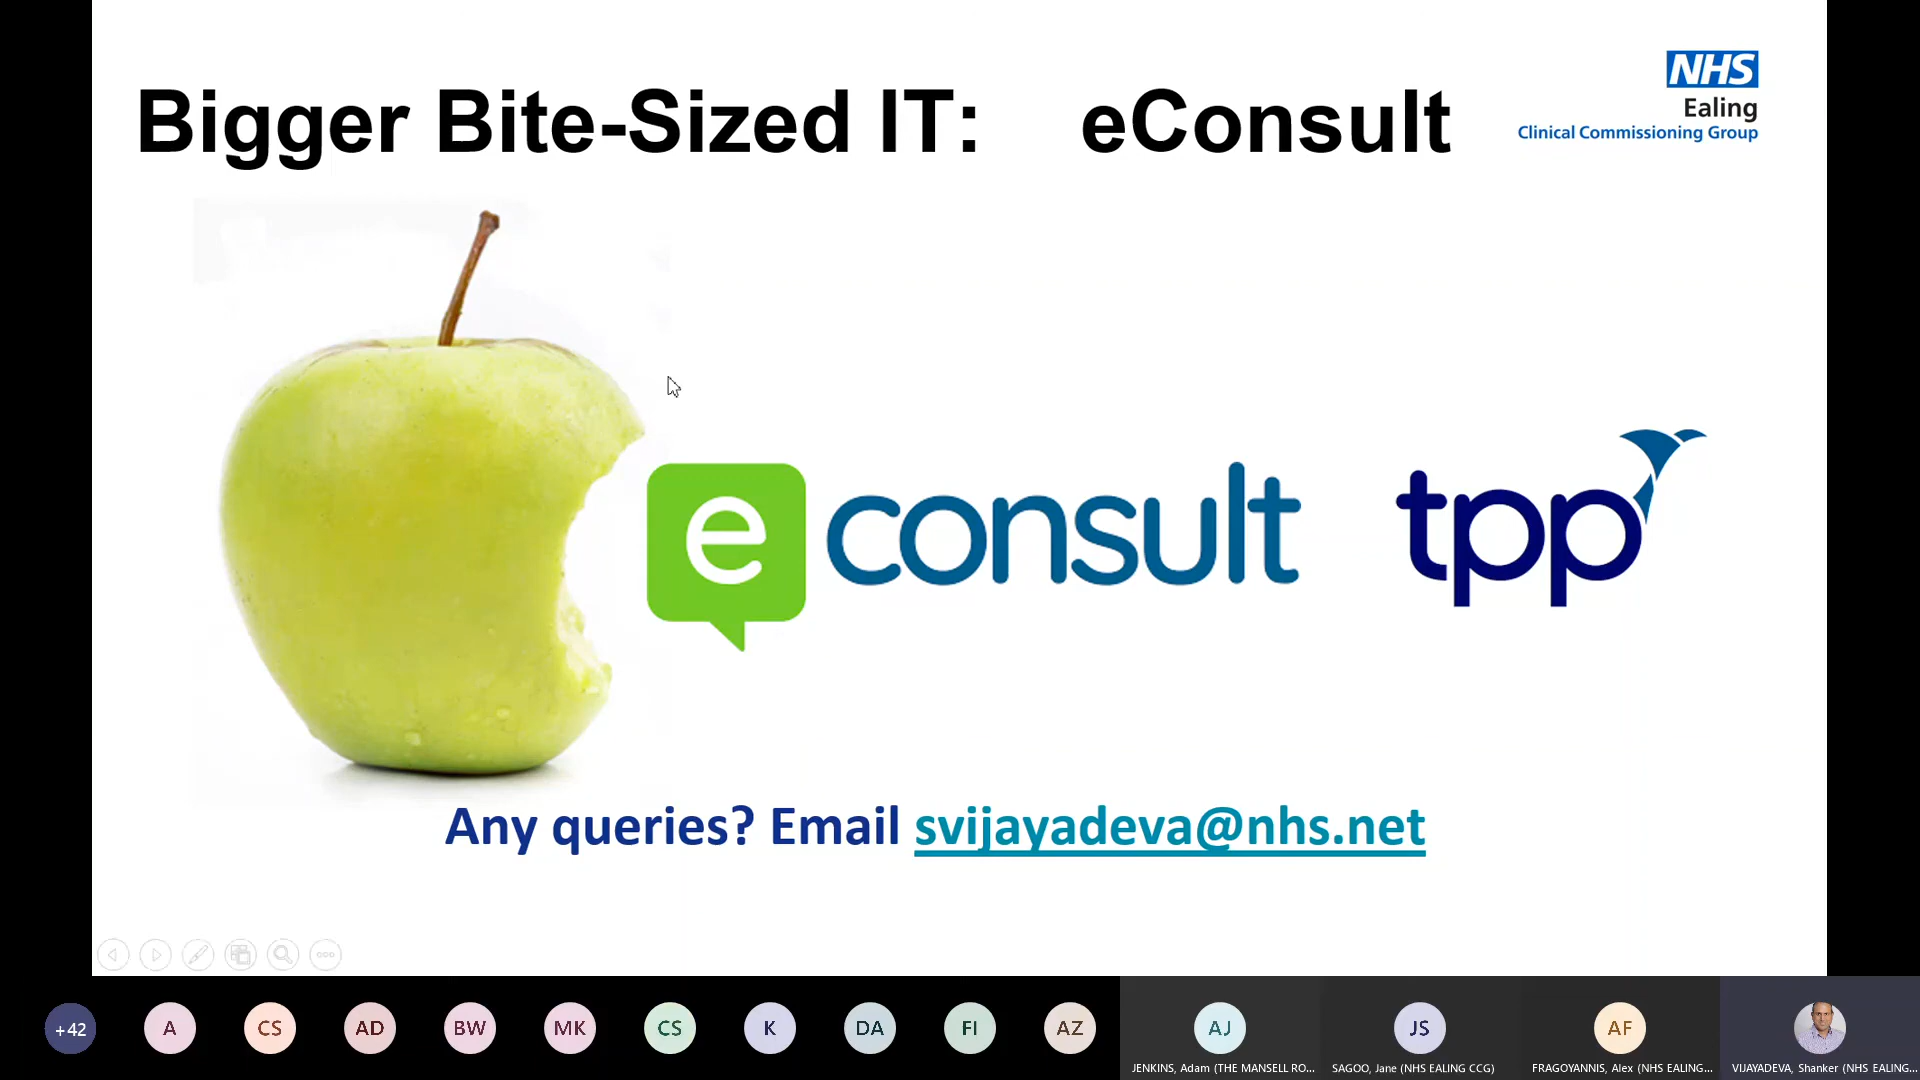 Bigger Bite-Sized IT: eConsult
NHS
Ealing
Clinical Commissioning Group
e consult
tpp
Any queries? Email svijayadeva@nhs.net
+42
A
CS
AD
BW
MK
CS
K
DA
FI
AZ
AJ
JS
AF
JENKINS, Adam (THE MANSELL RO...
SAGOO, Jane (NHS EALING CCG)
FRAGOYANNIS, Alex (NHS EALING...
VIJAYADEVA, Shanker (NHS EALING...